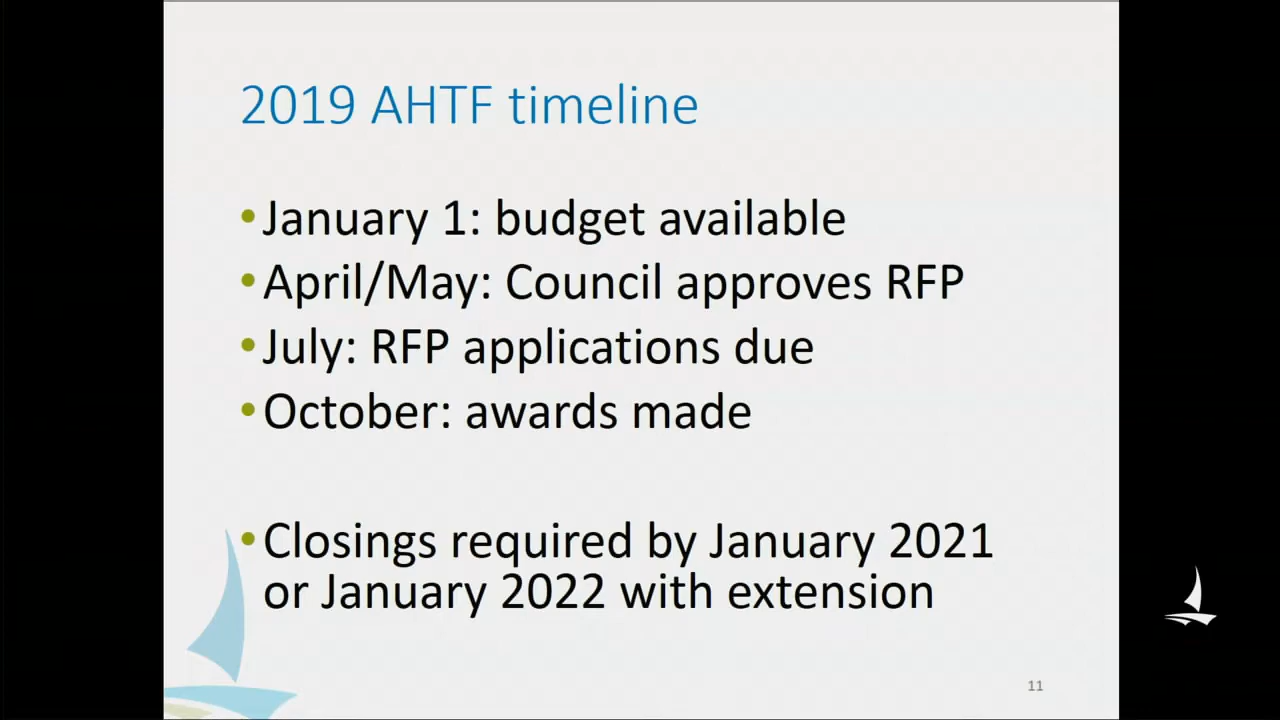 2019 AHTF timeline
•January 1: budget available
•April/May: Council approves RFP
•July: RFP applications due
•October: awards made
•Closings required by January 2021
or January 2022 with extension
11